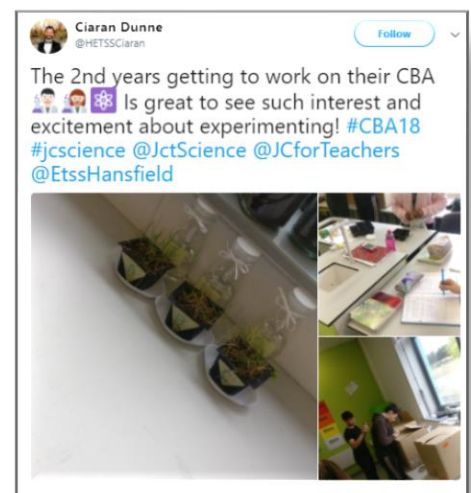 Ciaran Dunne
@HETSSCiaran
Follow
The 2nd years getting to work on their CBA
👨🏻‍🔬👩🏻‍🔬⚛️ Is great to see such interest and
excitement about experimenting! #CBA18
#jcscience @JctScience @JCforTeachers
@EtssHansfield